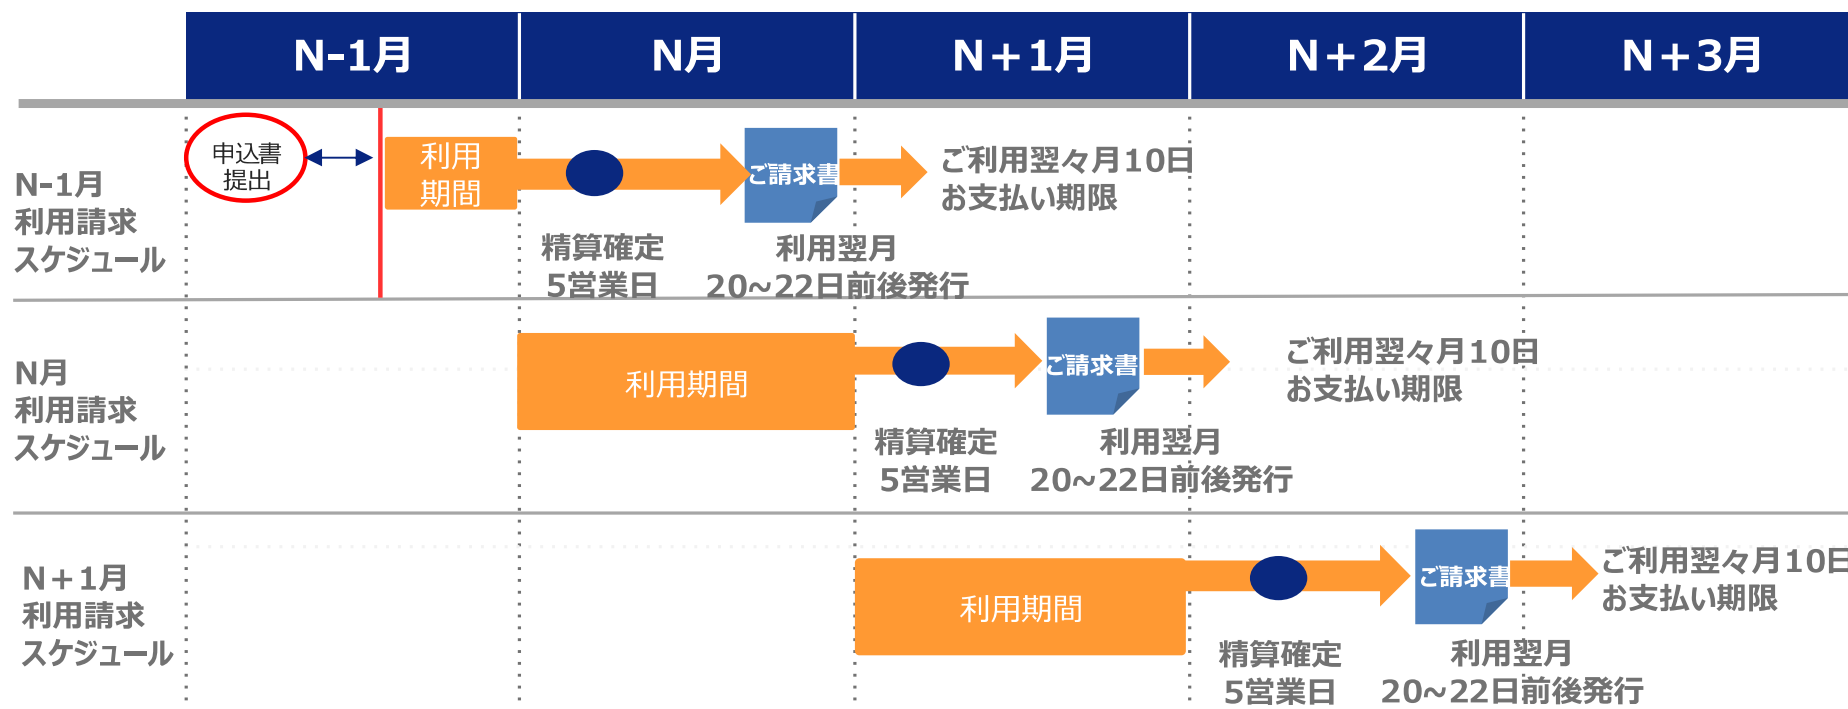 N-1月
N月
N+1月
N+2月
N+3月
N-1月
利用請求
スケジュール
申込書
提出
利用
期間
精算確定
5営業日
ご請求書
利用翌月
20~22日前後発行
ご利用翌々月10日
お支払い期限
N月
利用請求
スケジュール
利用期間
精算確定
5営業日
ご請求書
利用翌月
20~22日前後発行
ご利用翌々月10日
お支払い期限
N+1月
利用請求
スケジュール
利用期間
精算確定
5営業日
ご請求書
利用翌月
20~22日前後発行
ご利用翌々月10日
お支払い期限